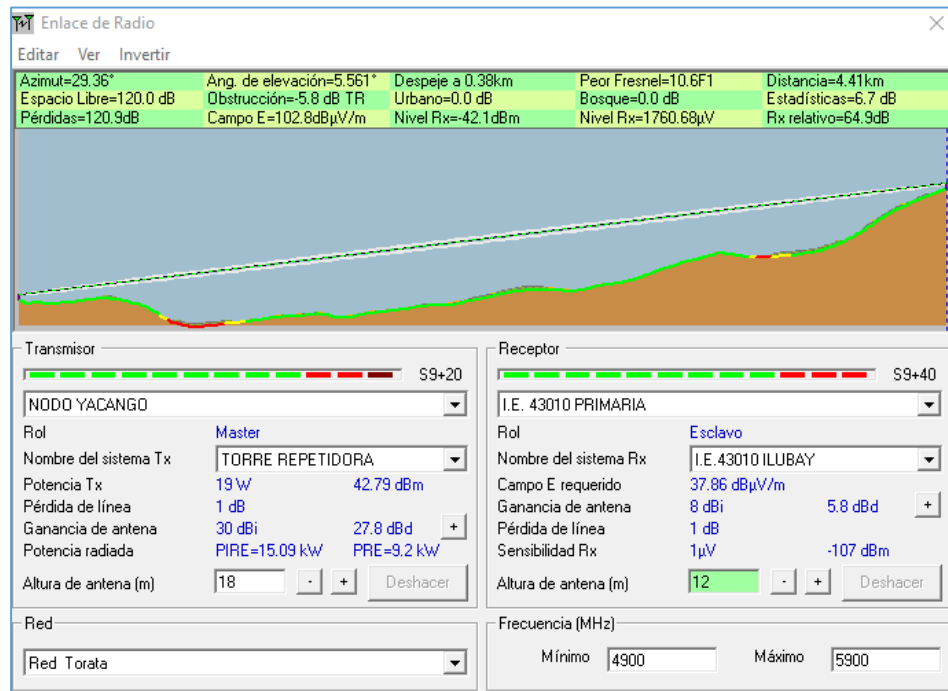 Enlace de Radio
Editar Ver Invertir
Azimut=29.36° Ang. de elevación=5.561° Despeje a 0.38km Peor Fresnel=10.6F1 Distancia=4.41km
Espacio Libre=120.0 dB Obstrucción=-5.8 dB TR Urbano=0.0 dB Bosque=0.0 dB Estadísticas=6.7 dB
Pérdidas=120.9dB Campo E=102.8dBµV/m Nivel Rx=-42.1dBm Nivel Rx=1760.68µV Rx relativo=64.9dB
Transmisor
S9+20
NODO YACANGO
Rol Master
Nombre del sistema Tx TORRE REPETIDORA
Potencia Tx 19 W 42.79 dBm
Pérdida de línea 1 dB
Ganancia de antena 30 dBi 27.8 dBd +
Potencia radiada PIRE=15.09 kW PRE=9.2 kW
Altura de antena (m) 18 - + Deshacer
Red
Red Torata
Receptor
S9+40
I.E. 43010 PRIMARIA
Rol Esclavo
Nombre del sistema Rx I.E.43010 ILUBAY
Campo E requerido 37.86 dBµV/m
Ganancia de antena 8 dBi 5.8 dBd +
Pérdida de línea 1 dB
Sensibilidad Rx 1µV -107 dBm
Altura de antena (m) 12 - + Deshacer
Frecuencia (MHz)
Mínimo 4900 Máximo 5900